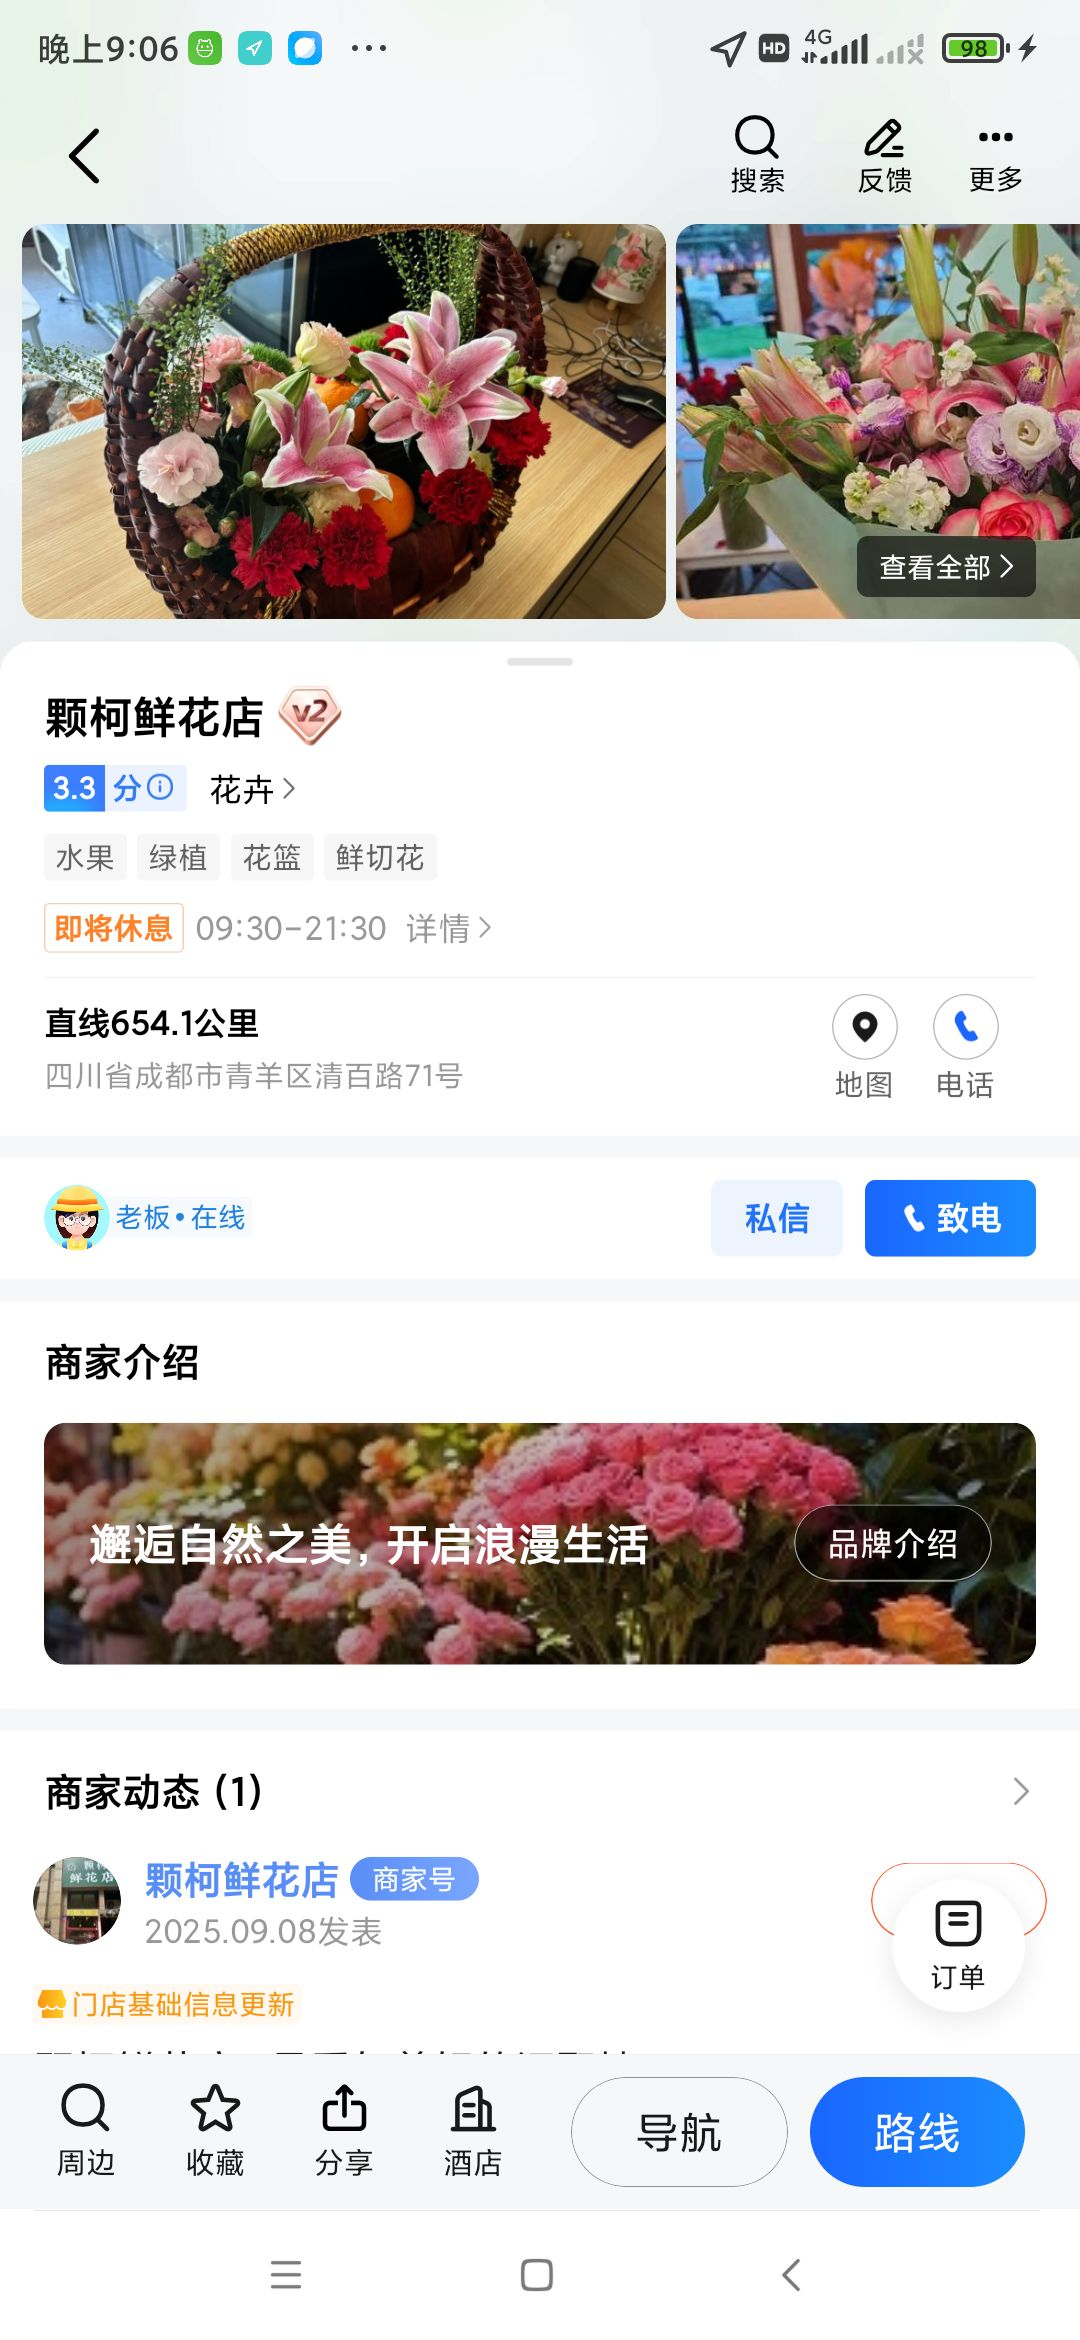 晚上9:06
HD
4G
98
搜索
反馈
更多
查看全部
颗柯鲜花店
v2
3.3分
花卉
水果
绿植
花篮
鲜切花
即将休息 09:30-21:30 详情
直线654.1公里
四川省成都市青羊区清百路71号
地图
电话
老板•在线
私信
致电
商家介绍
邂逅自然之美，开启浪漫生活
品牌介绍
商家动态 (1)
颗柯鲜花店
商家号
2025.09.08发表
门店基础信息更新
订单
周边
收藏
分享
酒店
导航
路线